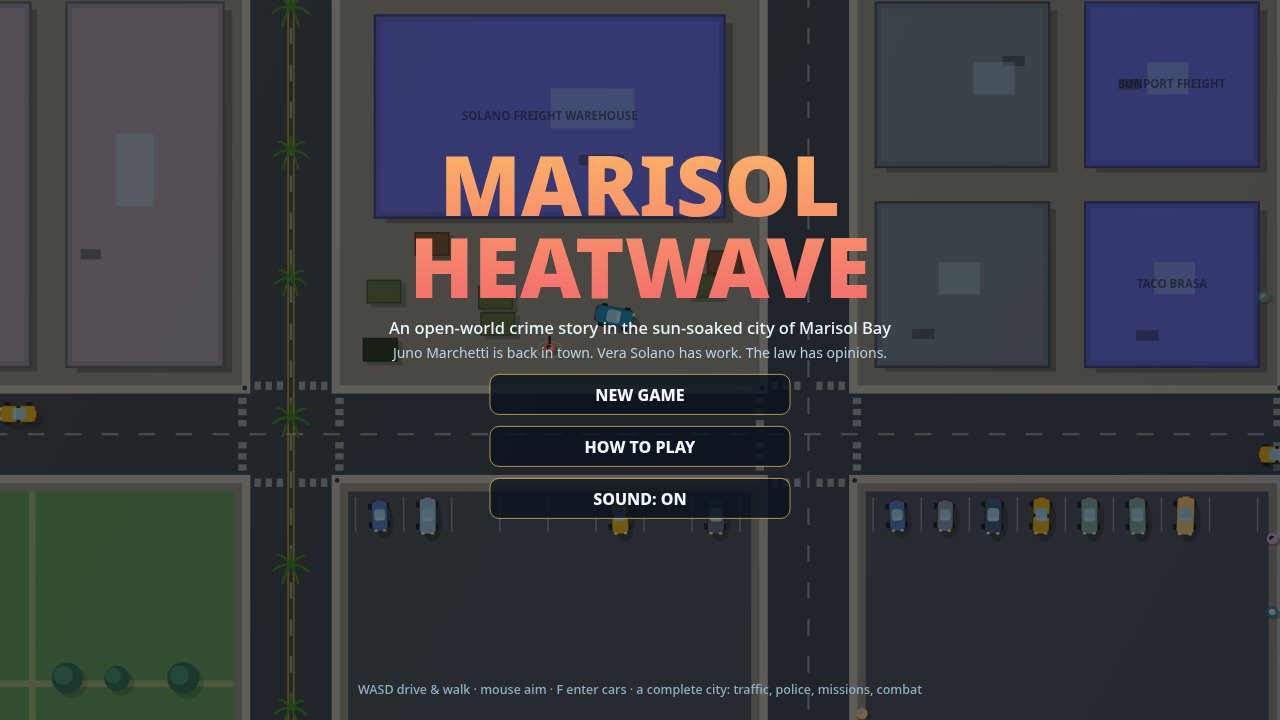 SOLANO FREIGHT WAREHOUSE
SUNPORT FREIGHT
MARISOL
HEATWAVE
TACO BRASA
An open-world crime story in the sun-soaked city of Marisol Bay
Juno Marchetti is back in town. Vera Solano has work. The law has opinions.
NEW GAME
HOW TO PLAY
SOUND: ON
WASD drive & walk · mouse aim · F enter cars · a complete city: traffic, police, missions, combat